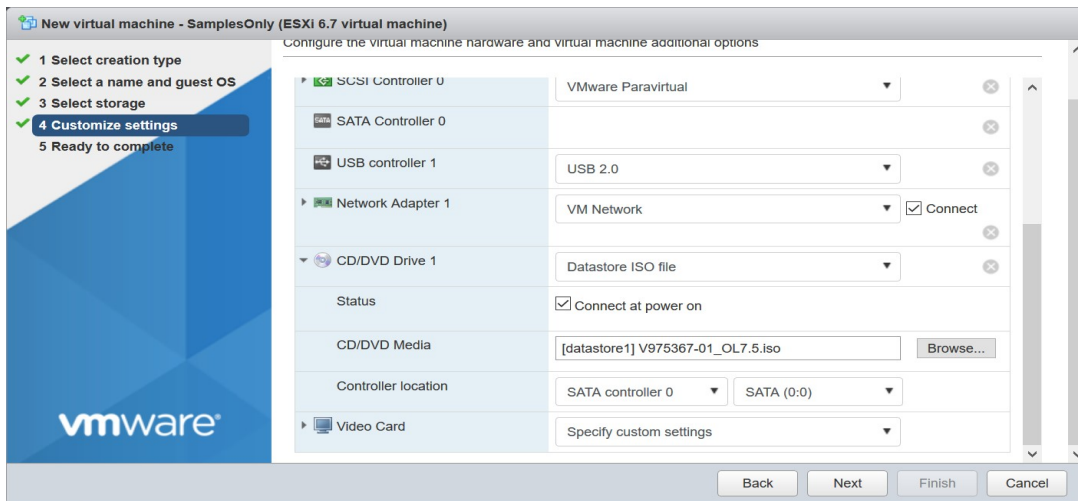 New virtual machine - SamplesOnly (ESXi 6.7 virtual machine)
1 Select creation type
2 Select a name and guest OS
3 Select storage
4 Customize settings
5 Ready to complete
vmware®
Configure the virtual machine hardware and virtual machine additional options
SCSI Controller 0 VMware Paravirtual
SATA SATA Controller 0
USB controller 1 USB 2.0
Network Adapter 1 VM Network Connect
CD/DVD Drive 1 Datastore ISO file
Status Connect at power on
CD/DVD Media [datastore1] V975367-01_OL7.5.iso Browse...
Controller location SATA controller 0 SATA (0:0)
Video Card Specify custom settings
Back Next Finish Cancel